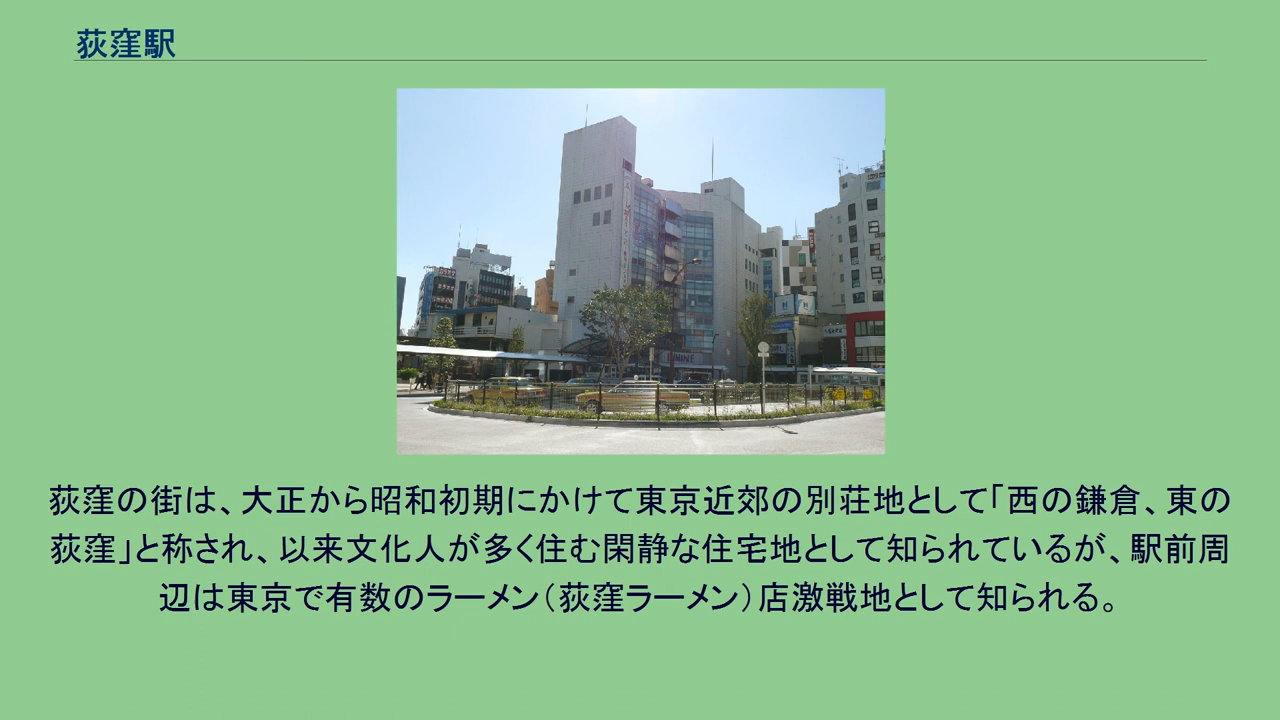 荻窪駅
荻窪の街は、大正から昭和初期にかけて東京近郊の別荘地として「西の鎌倉、東の
荻窪」と称され、以来文化人が多く住む閑静な住宅地として知られているが、駅前周
辺は東京で有数のラーメン（荻窪ラーメン）店激戦地として知られる。